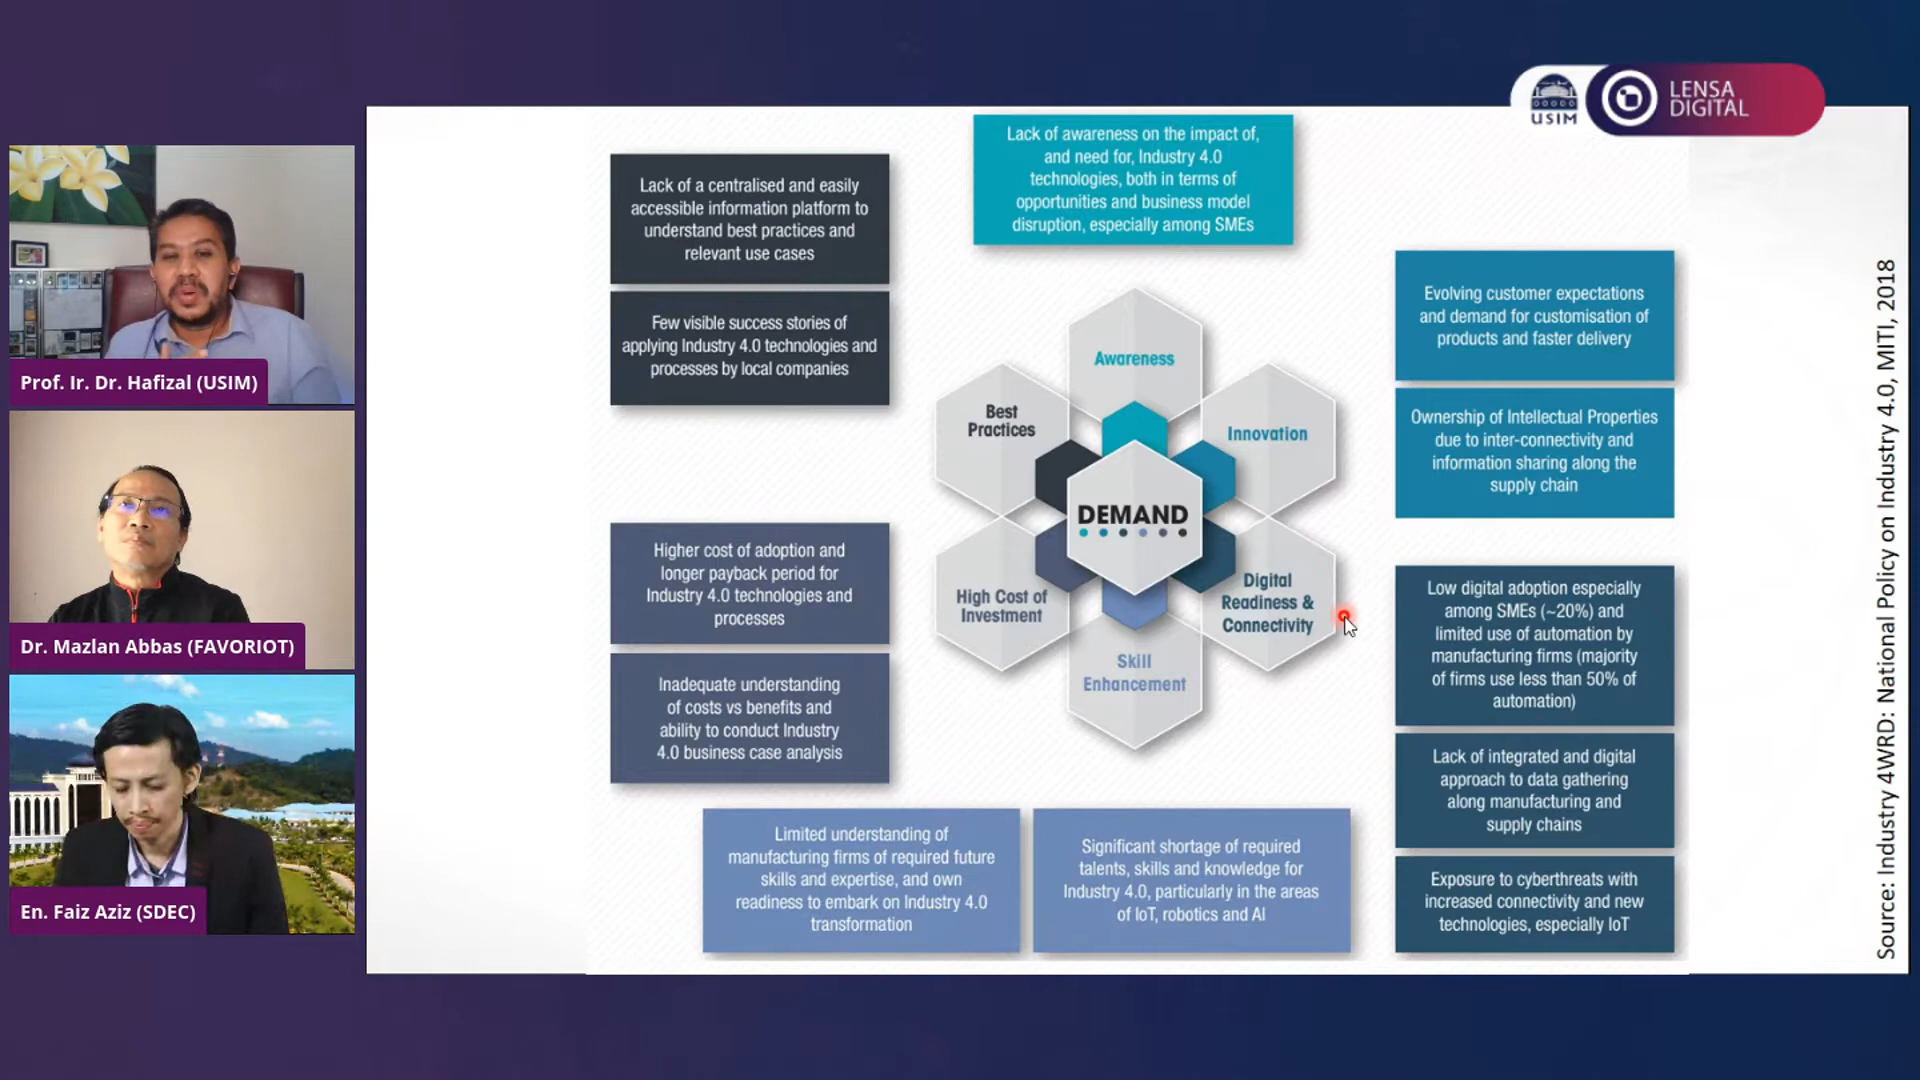 USIM
LENSA
DIGITAL
Prof. Ir. Dr. Hafizal (USIM)
Dr. Mazlan Abbas (FAVORIOT)
En. Faiz Aziz (SDEC)
Lack of awareness on the impact of,
and need for, Industry 4.0
technologies, both in terms of
opportunities and business model
disruption, especially among SMEs
Lack of a centralised and easily
accessible information platform to
understand best practices and
relevant use cases
Few visible success stories of
applying Industry 4.0 technologies and
processes by local companies
Evolving customer expectations
and demand for customisation of
products and faster delivery
Ownership of Intellectual Properties
due to inter-connectivity and
information sharing along the
supply chain
Awareness
Best
Practices
Innovation
DEMAND
High Cost of
Investment
Digital
Readiness &
Connectivity
Skill
Enhancement
Higher cost of adoption and
longer payback period for
Industry 4.0 technologies and
processes
Inadequate understanding
of costs vs benefits and
ability to conduct Industry
4.0 business case analysis
Low digital adoption especially
among SMEs (~20%) and
limited use of automation by
manufacturing firms (majority
of firms use less than 50% of
automation)
Lack of integrated and digital
approach to data gathering
along manufacturing and
supply chains
Exposure to cyberthreats with
increased connectivity and new
technologies, especially IoT
Limited understanding of
manufacturing firms of required future
skills and expertise, and own
readiness to embark on Industry 4.0
transformation
Significant shortage of required
talents, skills and knowledge for
Industry 4.0, particularly in the areas
of IoT, robotics and AI
Source: Industry 4WRD: National Policy on Industry 4.0, MITI, 2018